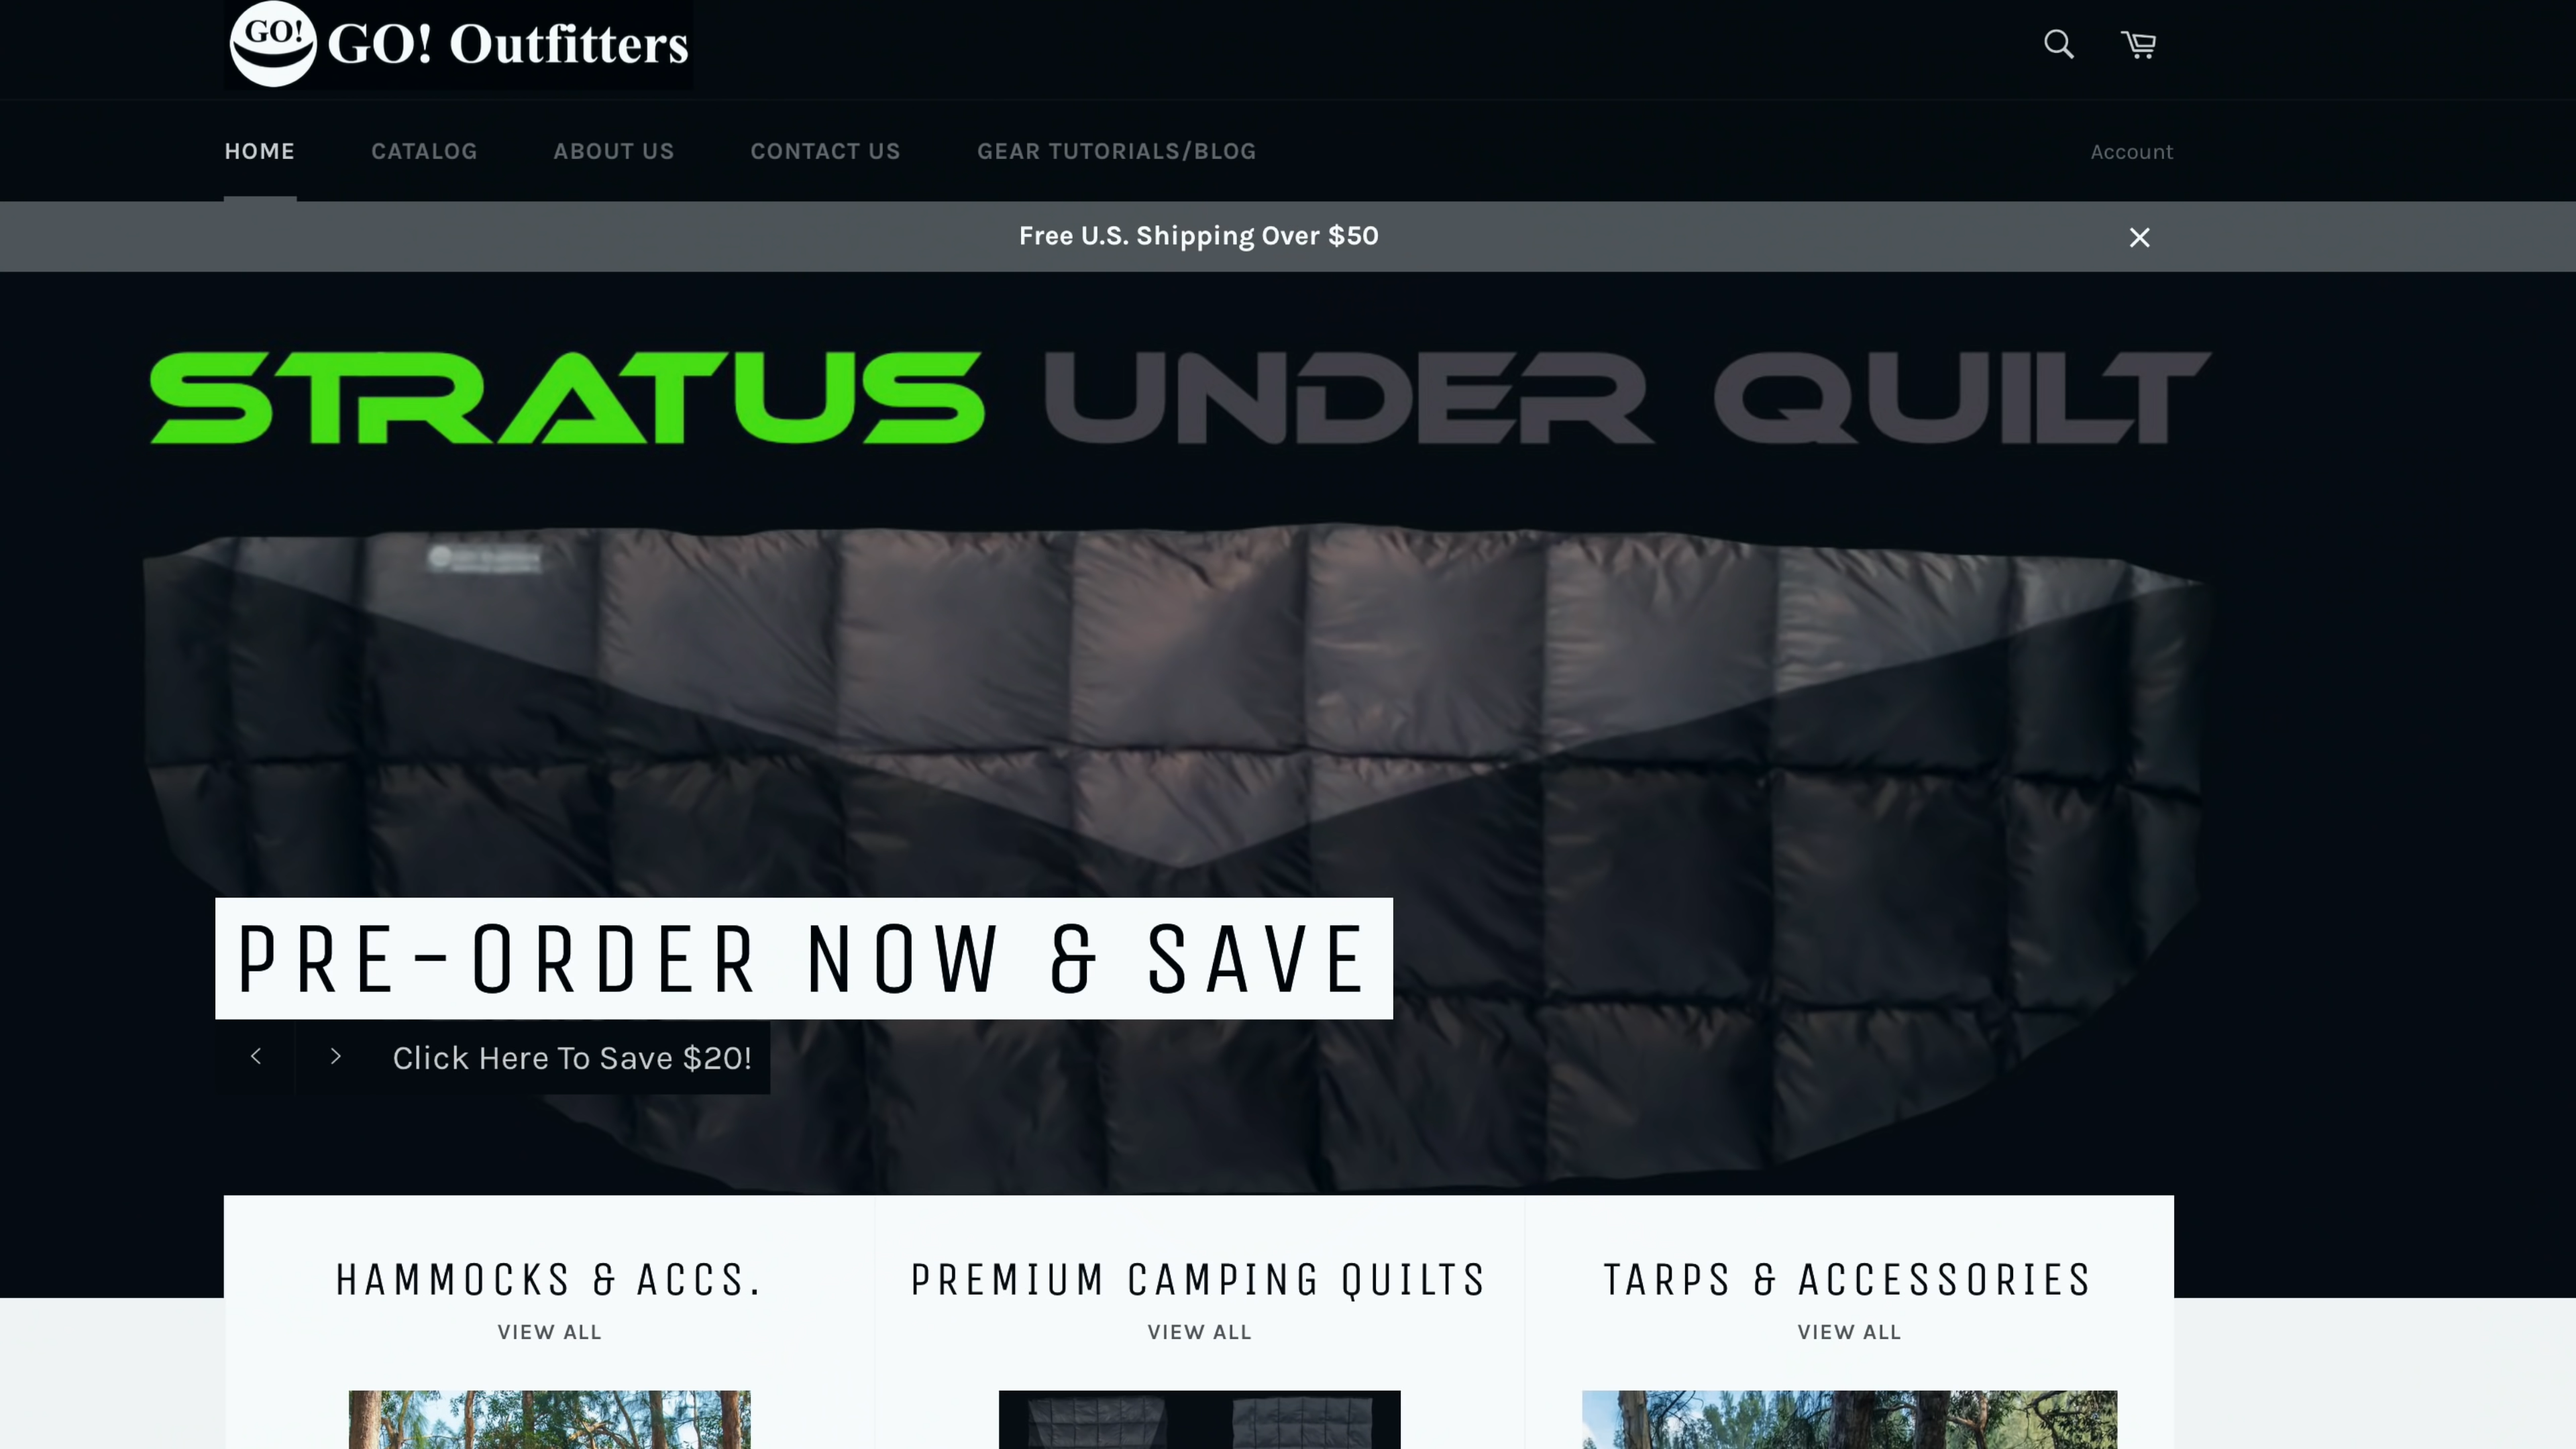 GO!
GO! Outfitters
HOME CATALOG ABOUT US CONTACT US GEAR TUTORIALS/BLOG Account
Free U.S. Shipping Over $50
STRATUS UNDER QUILT
PRE-ORDER NOW & SAVE
Click Here To Save $20!
HAMMOCKS & ACCS. PREMIUM CAMPING QUILTS TARPS & ACCESSORIES
VIEW ALL VIEW ALL VIEW ALL